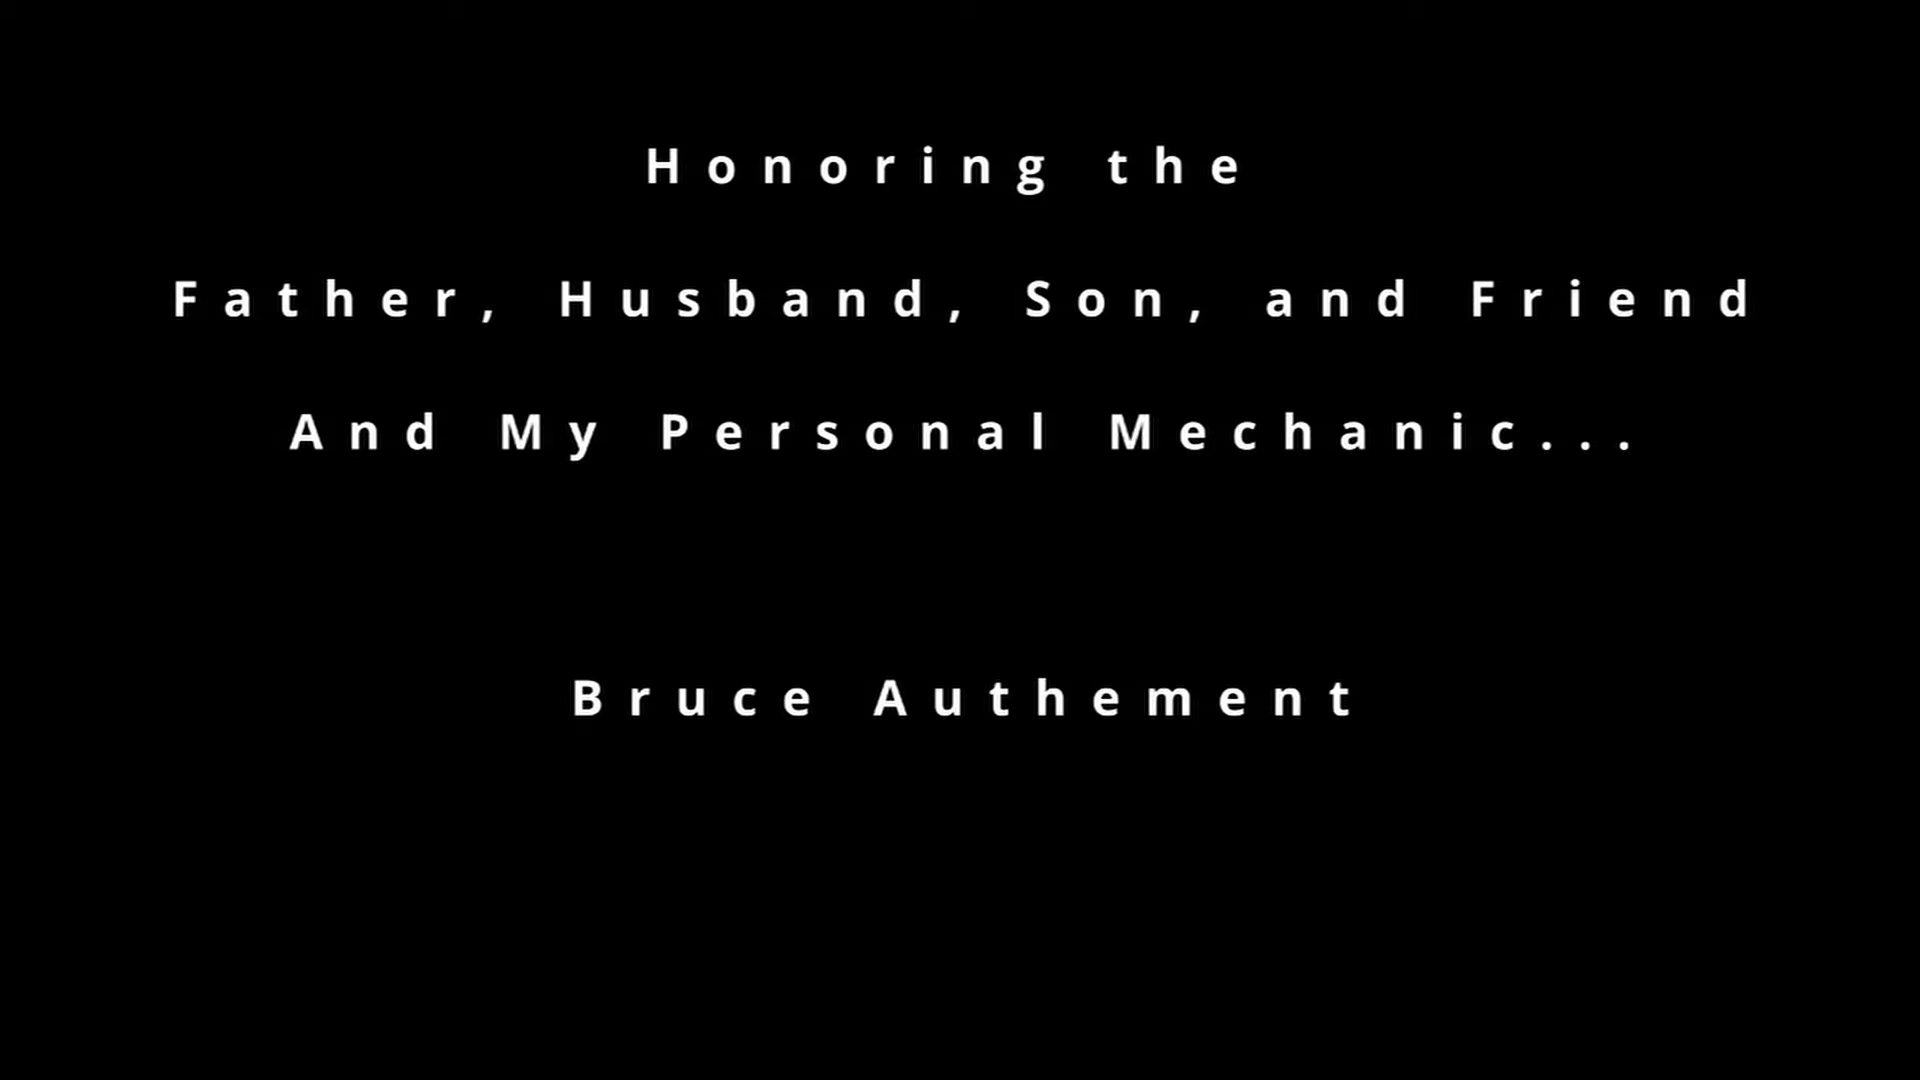 Honoring the
Father, Husband, Son, and Friend
And My Personal Mechanic...
Bruce Authement